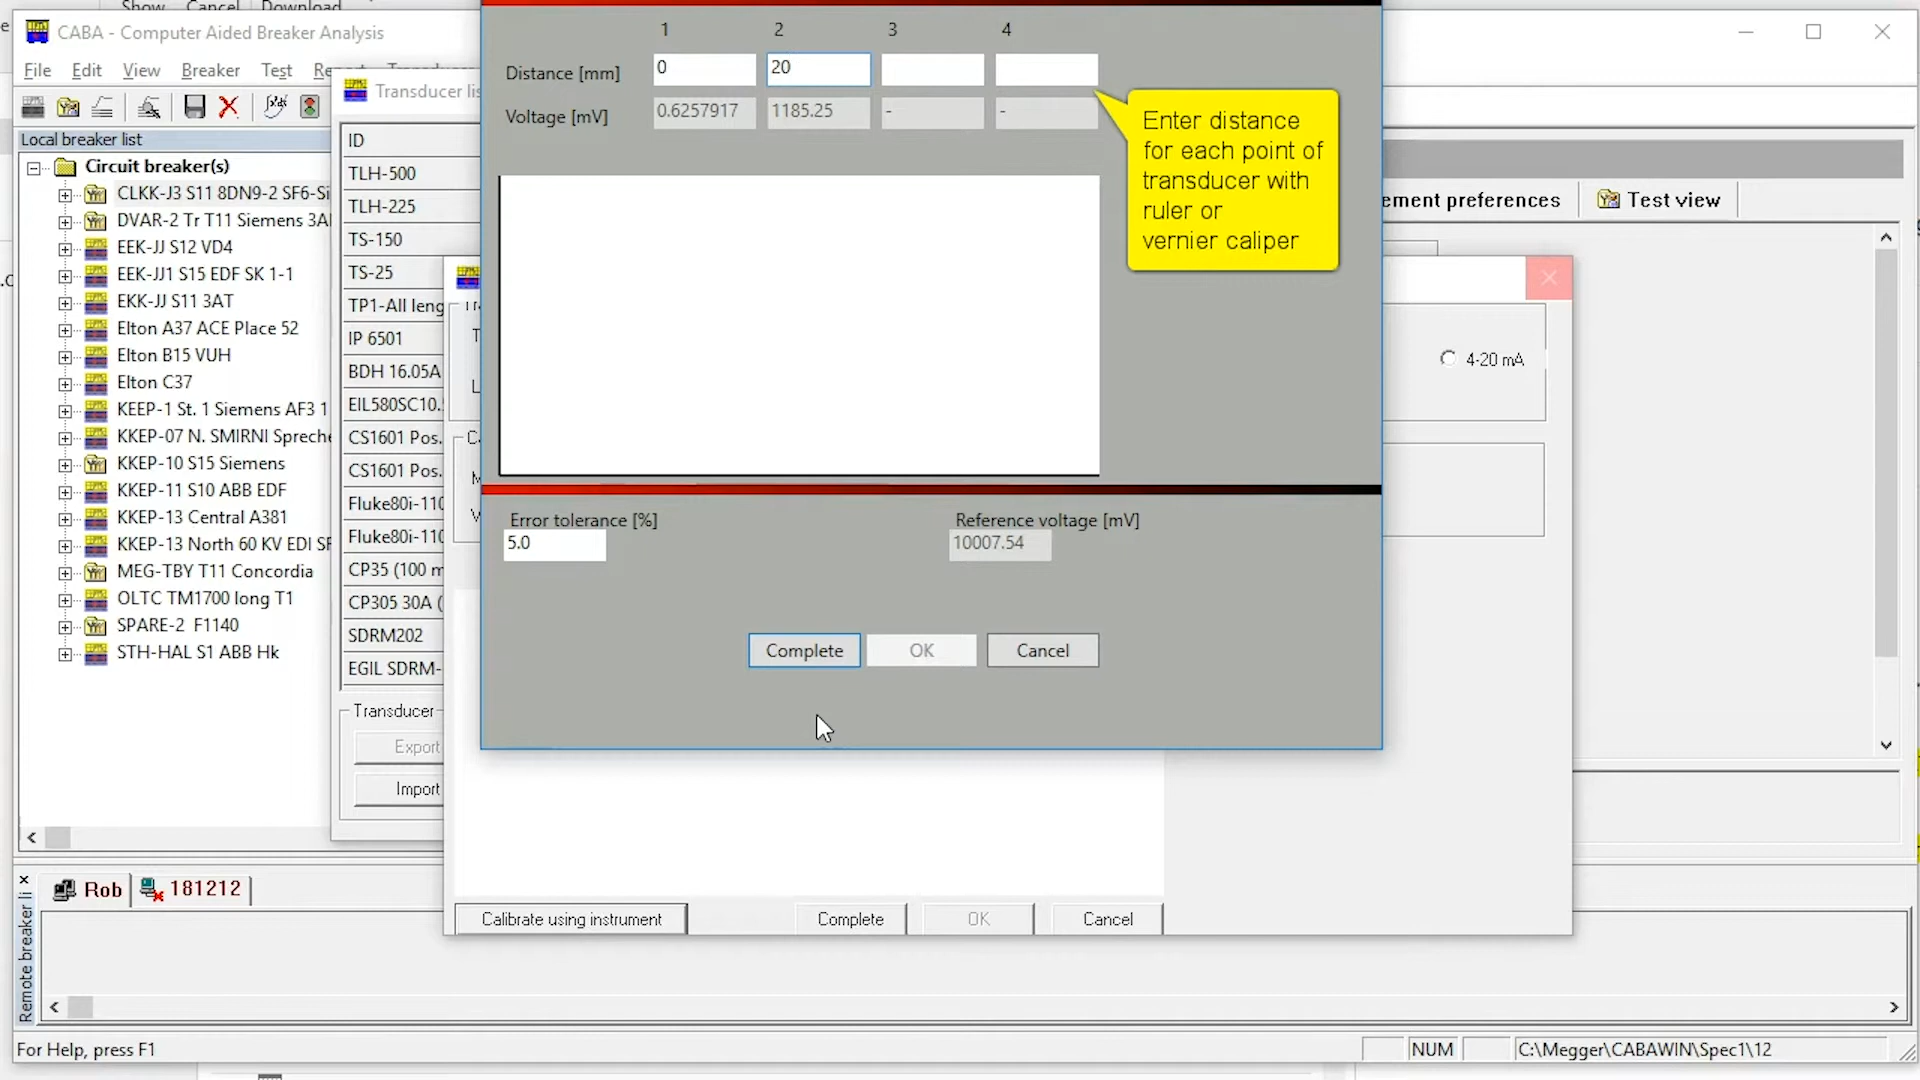 Show Cancel Download
CABA - Computer Aided Breaker Analysis
File Edit View Breaker Test
Local breaker list
Circuit breaker(s)
CLKK-J3 S11 8DN9-2 SF6-Si
DVAR-2 Tr T11 Siemens 3Al
EEK-JJ S12 VD4
EEK-JJ1 S15 EDF SK 1-1
EKK-JJ S11 3AT
Elton A37 ACE Place 52
Elton B15 VUH
Elton C37
KEEP-1 St. 1 Siemens AF3 1
KKEP-07 N. SMIRNI Spreche
KKEP-10 S15 Siemens
KKEP-11 S10 ABB EDF
KKEP-13 Central A381
KKEP-13 North 60 KV EDI SF
MEG-TBY T11 Concordia
OLTC TM1700 long T1
SPARE-2 F1140
STH-HAL S1 ABB Hk
Transducer lis
ID
TLH-500
TLH-225
TS-150
TS-25
TP1-All leng
IP 6501
BDH 16.05A
EIL580SC10.
CS1601 Pos.
CS1601 Pos.
Fluke80i-110
Fluke80i-110
CP35 (100 m
CP305 30A (
SDRM202
EGIL SDRM-
Transducer
Export
Import
1 2 3 4
Distance [mm] 0 20
Voltage [mV] 0.6257917 1185.25 - -
Enter distance
for each point of
transducer with
ruler or
vernier caliper
Error tolerance [%]
5.0
Reference voltage [mV]
10007.54
Complete OK Cancel
ement preferences Test view
4-20 mA
Calibrate using instrument Complete OK Cancel
Remote breaker li
Rob 181212
For Help, press F1
NUM
C:\Megger\CABAWIN\Spec1\12